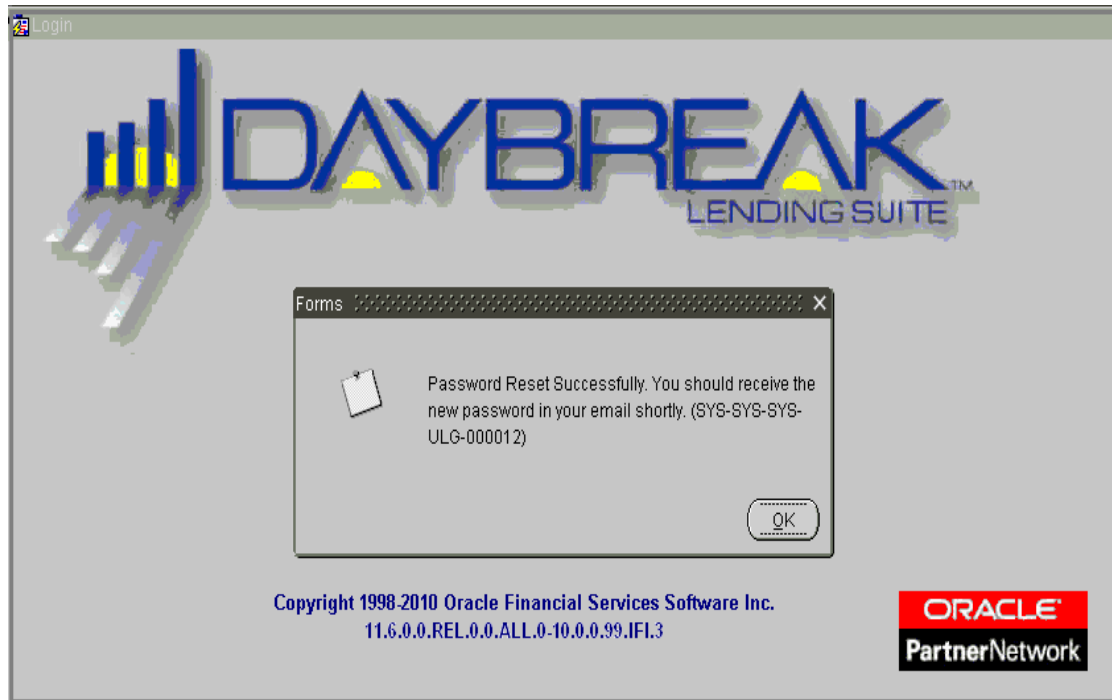 Login
DAYBREAK™
LENDING SUITE
Forms
Password Reset Successfully. You should receive the
new password in your email shortly. (SYS-SYS-SYS-
ULG-000012)
OK
Copyright 1998-2010 Oracle Financial Services Software Inc.
11.6.0.0.REL.0.0.ALL.0-10.0.0.99.IFI.3
ORACLE
PartnerNetwork